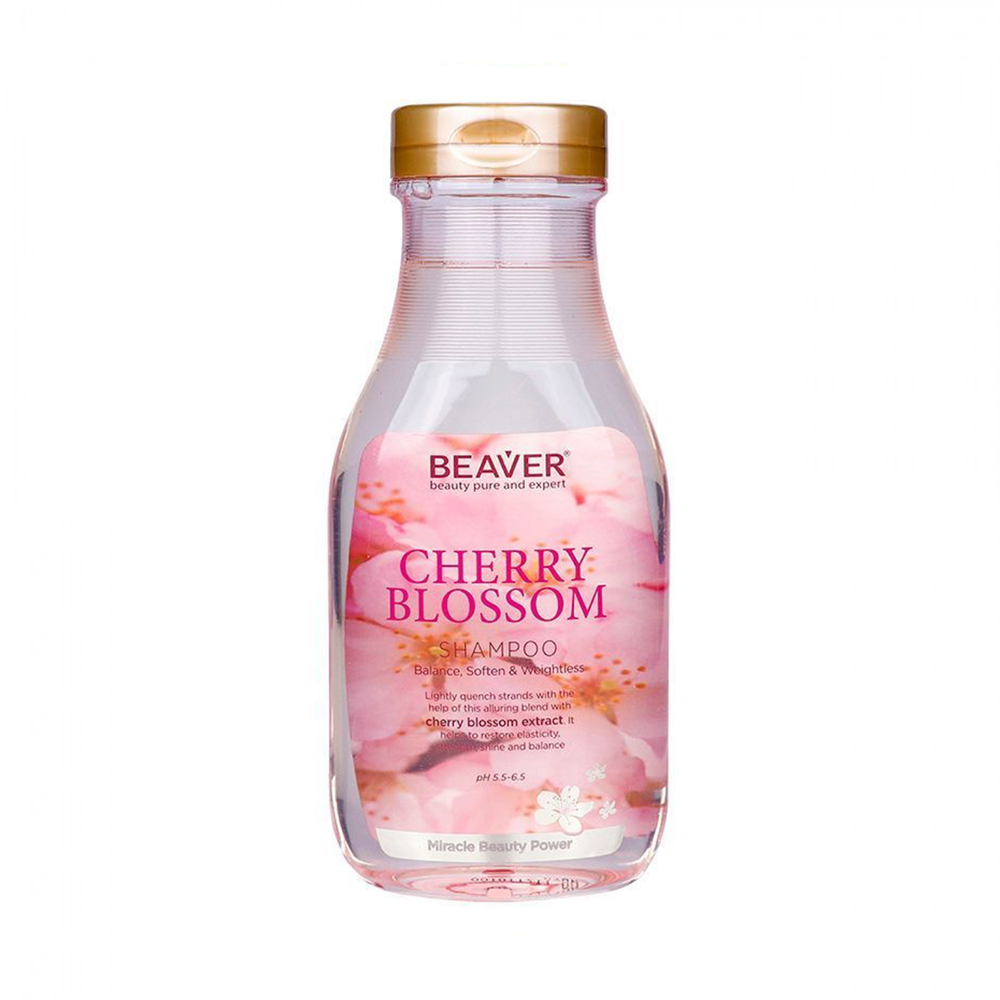 BEAVER®
beauty pure and expert
CHERRY
BLOSSOM
SHAMPOO
Balance, Soften & Weightless
Lightly quench strands with the
help of this alluring blend with
cherry blossom extract. It
helps to restore elasticity,
shine and balance
pH 5.5-6.5
Miracle Beauty Power